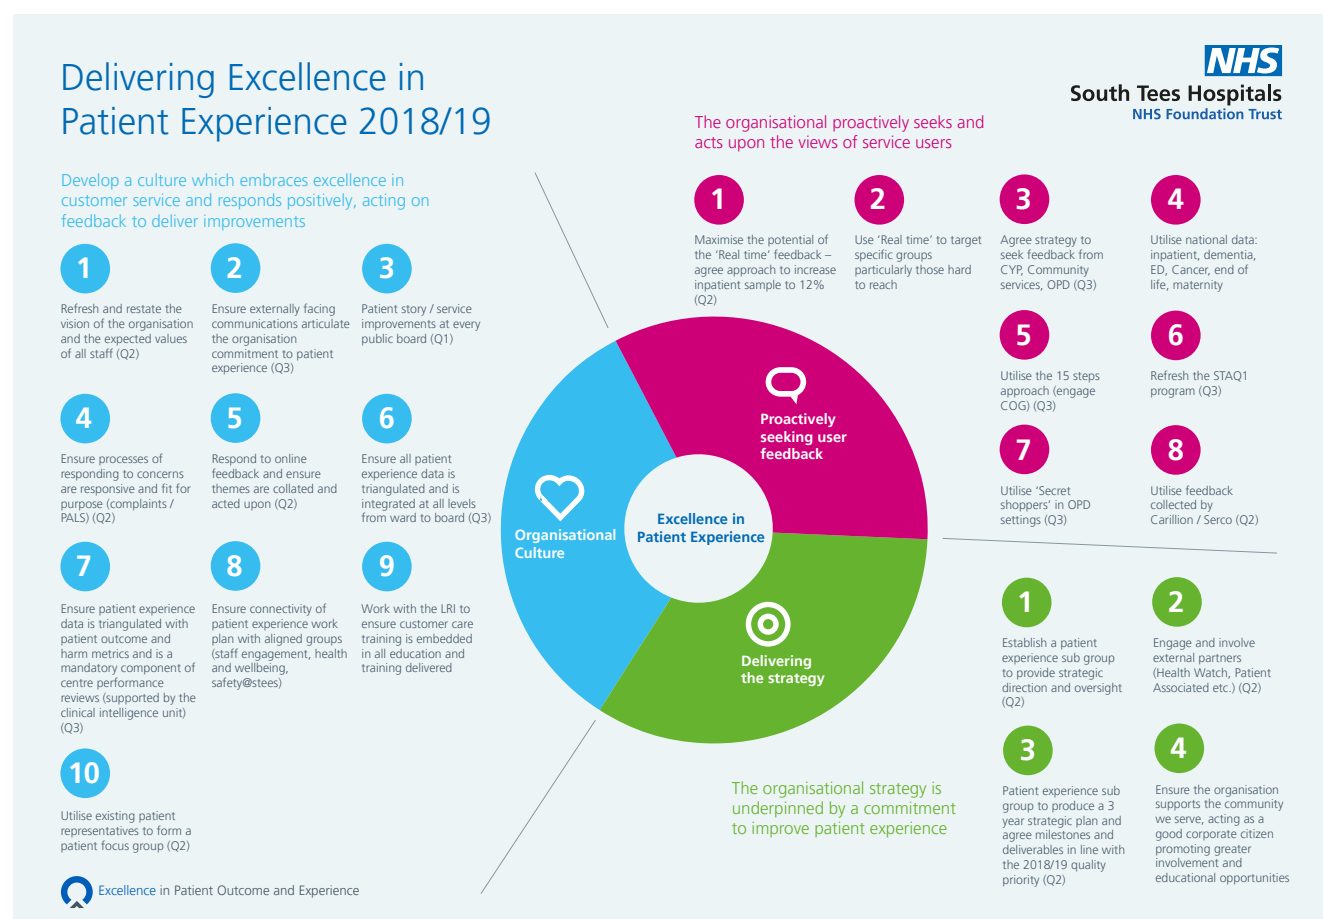 Delivering Excellence in
Patient Experience 2018/19
NHS
South Tees Hospitals
NHS Foundation Trust
Develop a culture which embraces excellence in
customer service and responds positively, acting on
feedback to deliver improvements
1
Refresh and restate the
vision of the organisation
and the expected values
of all staff (Q2)
2
Ensure externally facing
communications articulate
the organisation
commitment to patient
experience (Q3)
3
Patient story / service
improvements at every
public board (Q1)
4
Ensure processes of
responding to concerns
are responsive and fit for
purpose (complaints /
PALS) (Q2)
5
Respond to online
feedback and ensure
themes are collated and
acted upon (Q2)
6
Ensure all patient
experience data is
triangulated and is
integrated at all levels
from ward to board (Q3)
7
Ensure patient experience
data is triangulated with
patient outcome and
harm metrics and is a
mandatory component of
centre performance
reviews (supported by the
clinical intelligence unit)
(Q3)
8
Ensure connectivity of
patient experience work
plan with aligned groups
(staff engagement, health
and wellbeing,
safety@stees)
9
Work with the LRI to
ensure customer care
training is embedded
in all education and
training delivered
10
Utilise existing patient
representatives to form a
patient focus group (Q2)
The organisational proactively seeks and
acts upon the views of service users
1
Maximise the potential of
the ‘Real time’ feedback –
agree approach to increase
inpatient sample to 12%
(Q2)
2
Use ‘Real time’ to target
specific groups
particularly those hard
to reach
3
Agree strategy to
seek feedback from
CYP, Community
services, OPD (Q3)
4
Utilise national data:
inpatient, dementia,
ED, Cancer, end of
life, maternity
5
Utilise the 15 steps
approach (engage
COG) (Q3)
6
Refresh the STAQ1
program (Q3)
7
Utilise ‘Secret
shoppers’ in OPD
settings (Q3)
8
Utilise feedback
collected by
Carillion / Serco (Q2)
Proactively
seeking user
feedback
Organisational
Culture
Excellence in
Patient Experience
Delivering
the strategy
The organisational strategy is
underpinned by a commitment
to improve patient experience
1
Establish a patient
experience sub group
to provide strategic
direction and oversight
(Q2)
2
Engage and involve
external partners
(Health Watch, Patient
Associated etc.) (Q2)
3
Patient experience sub
group to produce a 3
year strategic plan and
agree milestones and
deliverables in line with
the 2018/19 quality
priority (Q2)
4
Ensure the organisation
supports the community
we serve, acting as a
good corporate citizen
promoting greater
involvement and
educational opportunities
Excellence in Patient Outcome and Experience